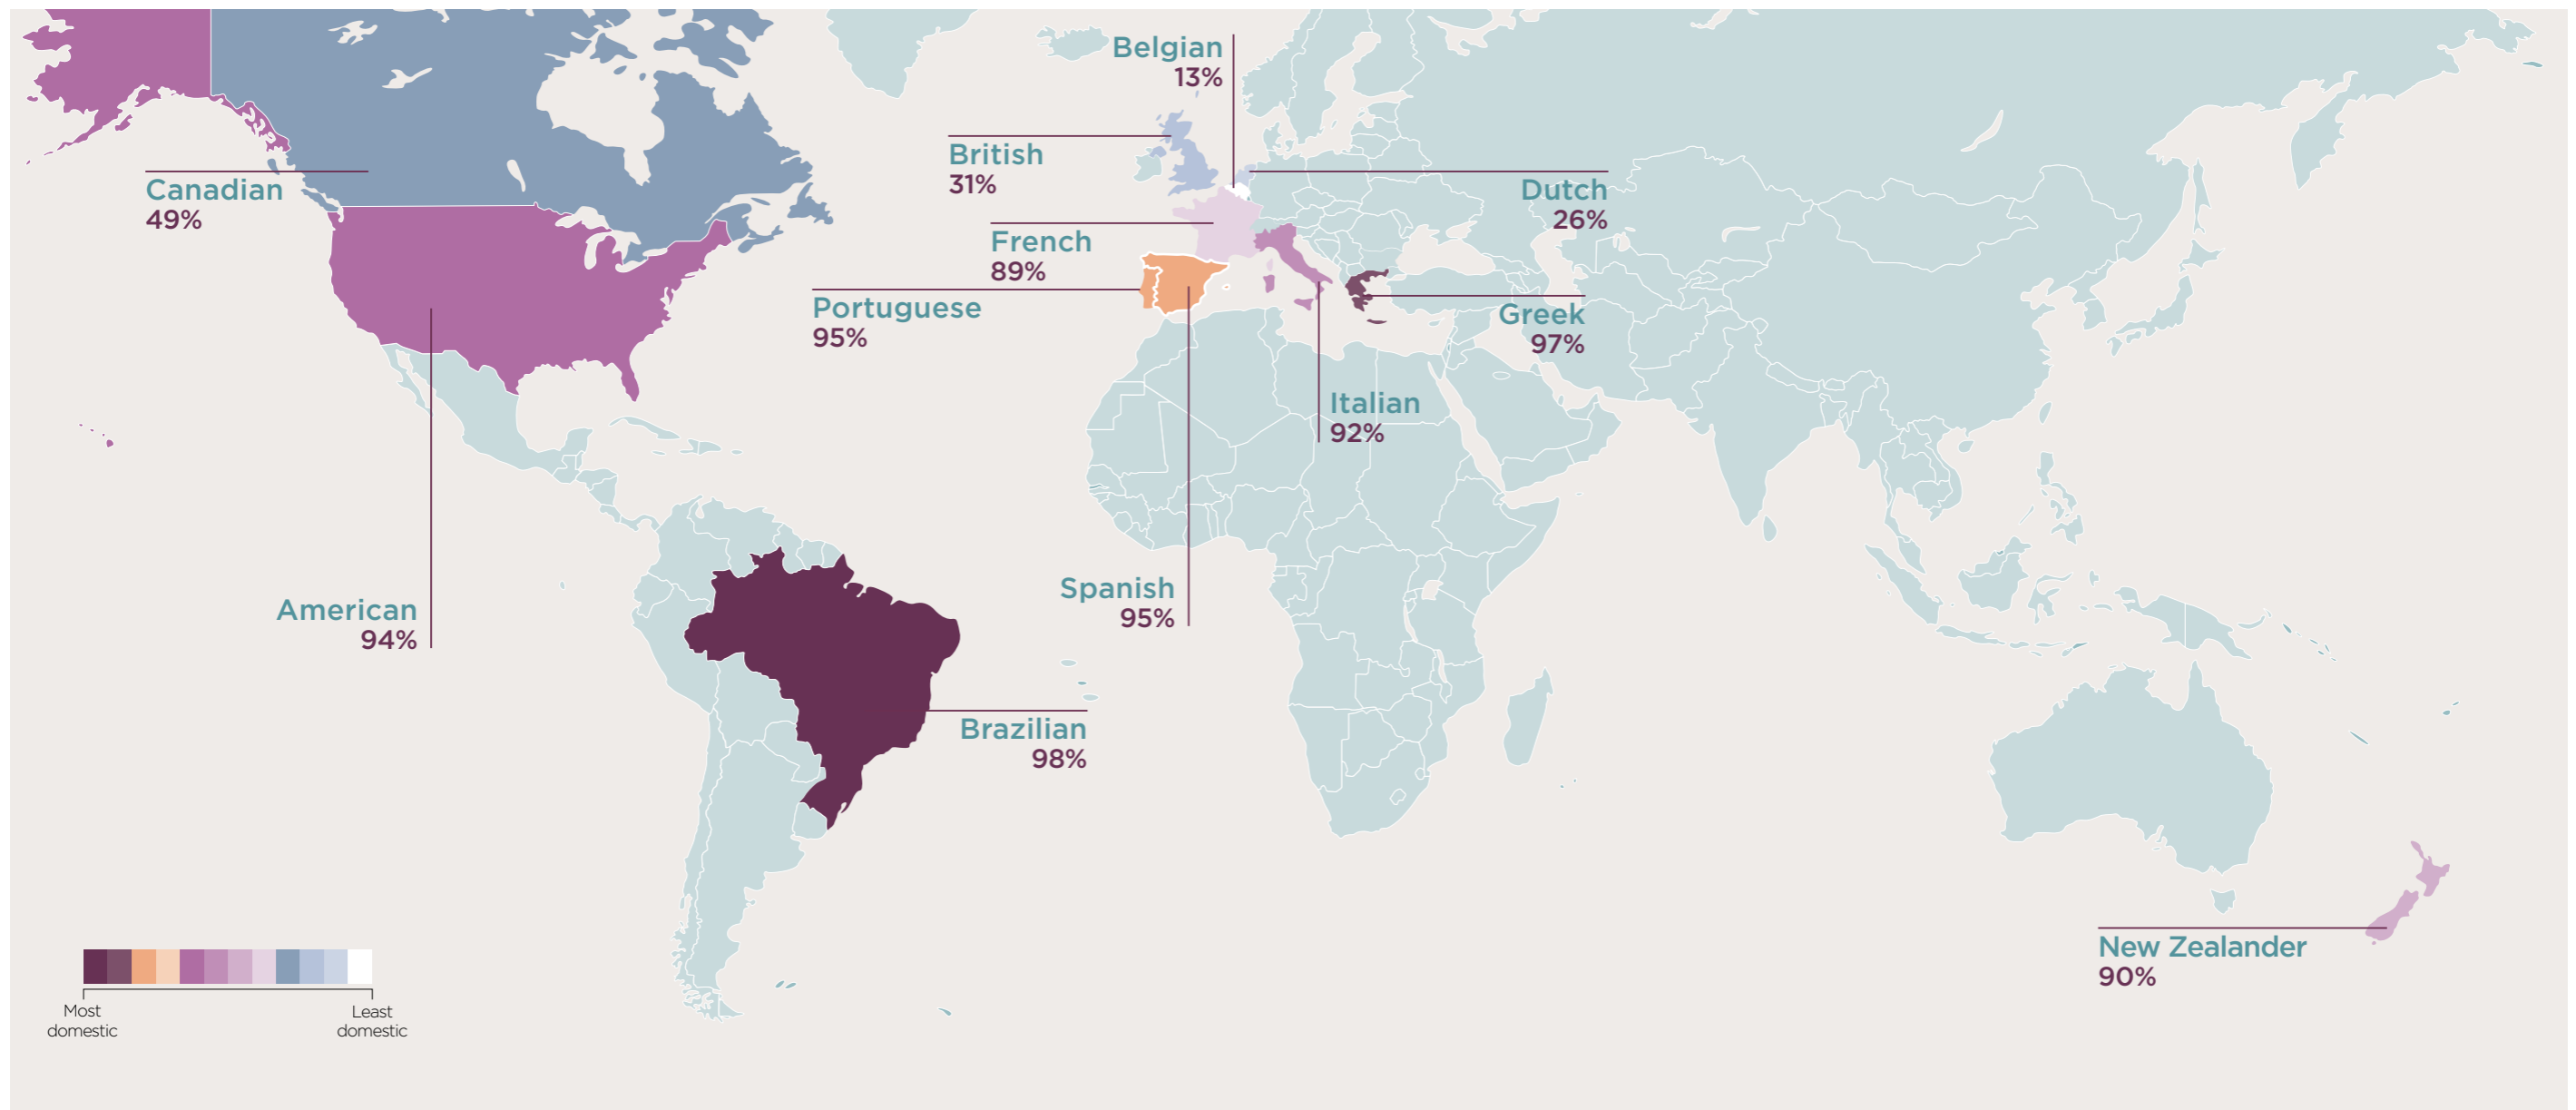 Belgian
13%
British
31%
Canadian
49%
Dutch
26%
French
89%
Portuguese
95%
Greek
97%
Italian
92%
American
94%
Spanish
95%
Brazilian
98%
New Zealander
90%
Most
domestic
Least
domestic